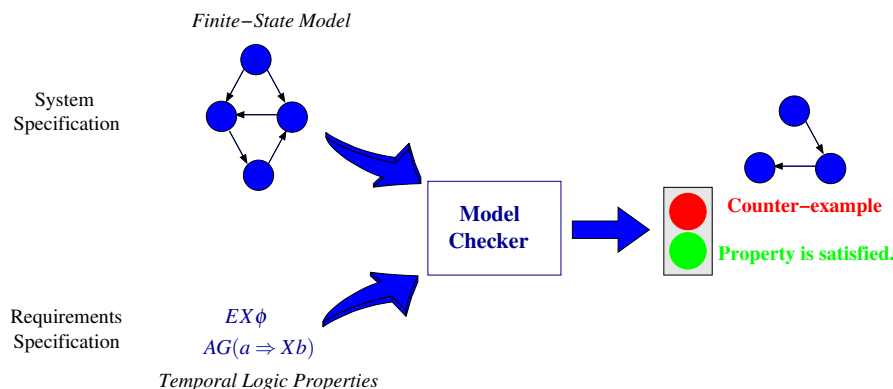 Finite−State Model
System
Specification
Model
Checker
Counter−example
Property is satisfied.
Requirements
Specification
EXϕ
AG(a ⇒ Xb)
Temporal Logic Properties